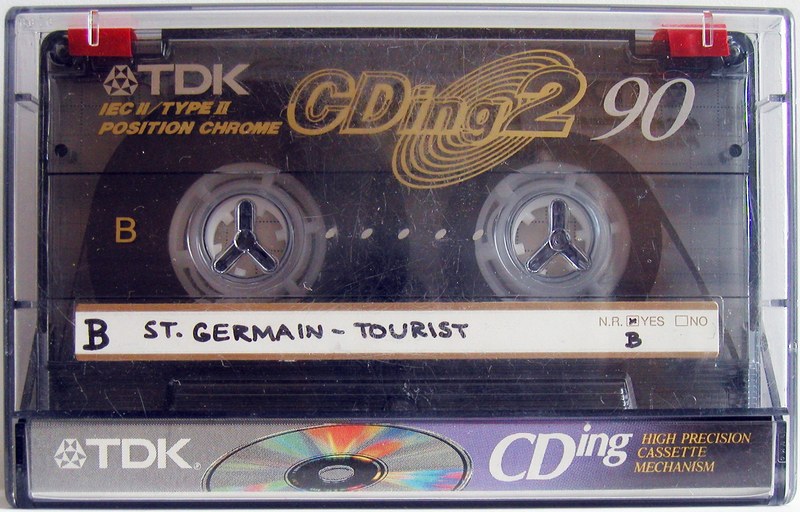 TDK
IEC II/TYPE II
POSITION CHROME
CDing2 90
B
B ST. GERMAIN - TOURIST
N.R. YES NO
B
TDK
CDing
HIGH PRECISION
CASSETTE
MECHANISM